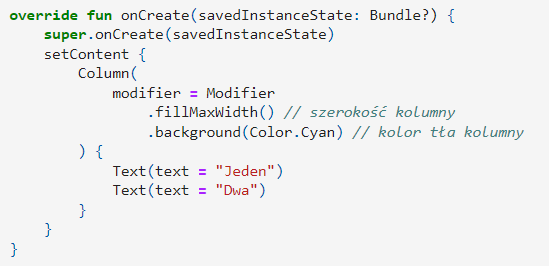 override fun onCreate(savedInstanceState: Bundle?) {
    super.onCreate(savedInstanceState)
    setContent {
        Column(
            modifier = Modifier
                .fillMaxWidth() // szerokość kolumny
                .background(Color.Cyan) // kolor tła kolumny
        ) {
            Text(text = "Jeden")
            Text(text = "Dwa")
        }
    }
}